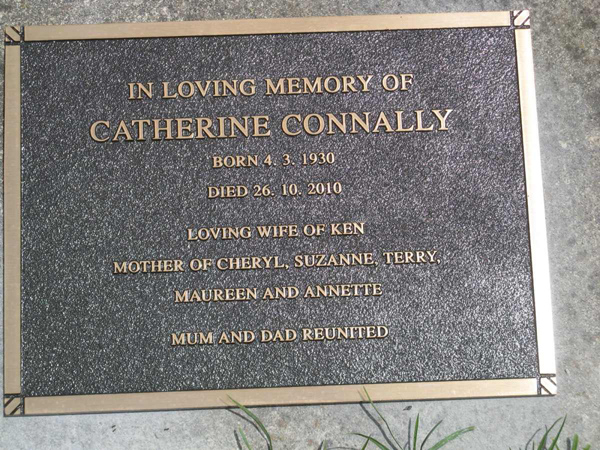 IN LOVING MEMORY OF
CATHERINE CONNALLY
BORN 4. 3. 1930
DIED 26. 10. 2010
LOVING WIFE OF KEN
MOTHER OF CHERYL, SUZANNE, TERRY,
MAUREEN AND ANNETTE
MUM AND DAD REUNITED